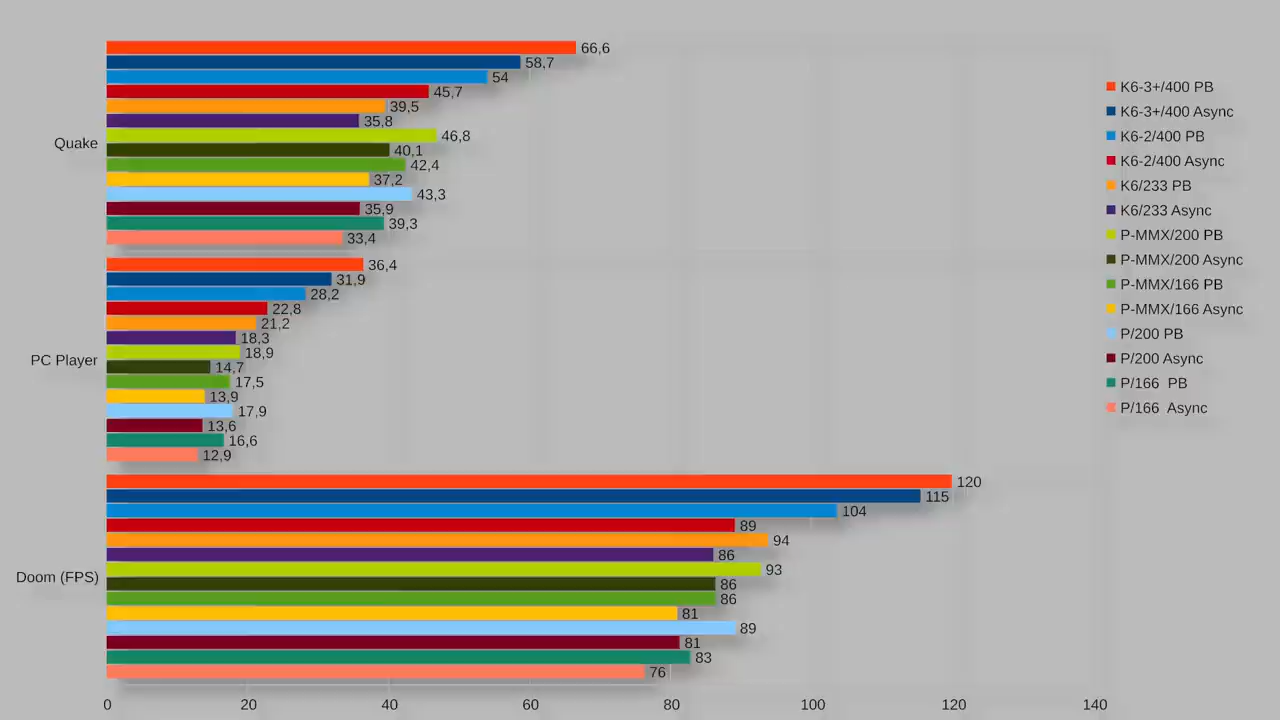 66,6
58,7
54
45,7
39,5
35,8
46,8
Quake
40,1
42,4
37,2
43,3
35,9
39,3
33,4
36,4
31,9
28,2
22,8
21,2
18,3
18,9
PC Player
14,7
17,5
13,9
17,9
13,6
16,6
12,9
120
115
104
89
94
86
93
Doom (FPS)
86
86
81
89
81
83
76
0 20 40 60 80 100 120 140
K6-3+/400 PB
K6-3+/400 Async
K6-2/400 PB
K6-2/400 Async
K6/233 PB
K6/233 Async
P-MMX/200 PB
P-MMX/200 Async
P-MMX/166 PB
P-MMX/166 Async
P/200 PB
P/200 Async
P/166  PB
P/166  Async